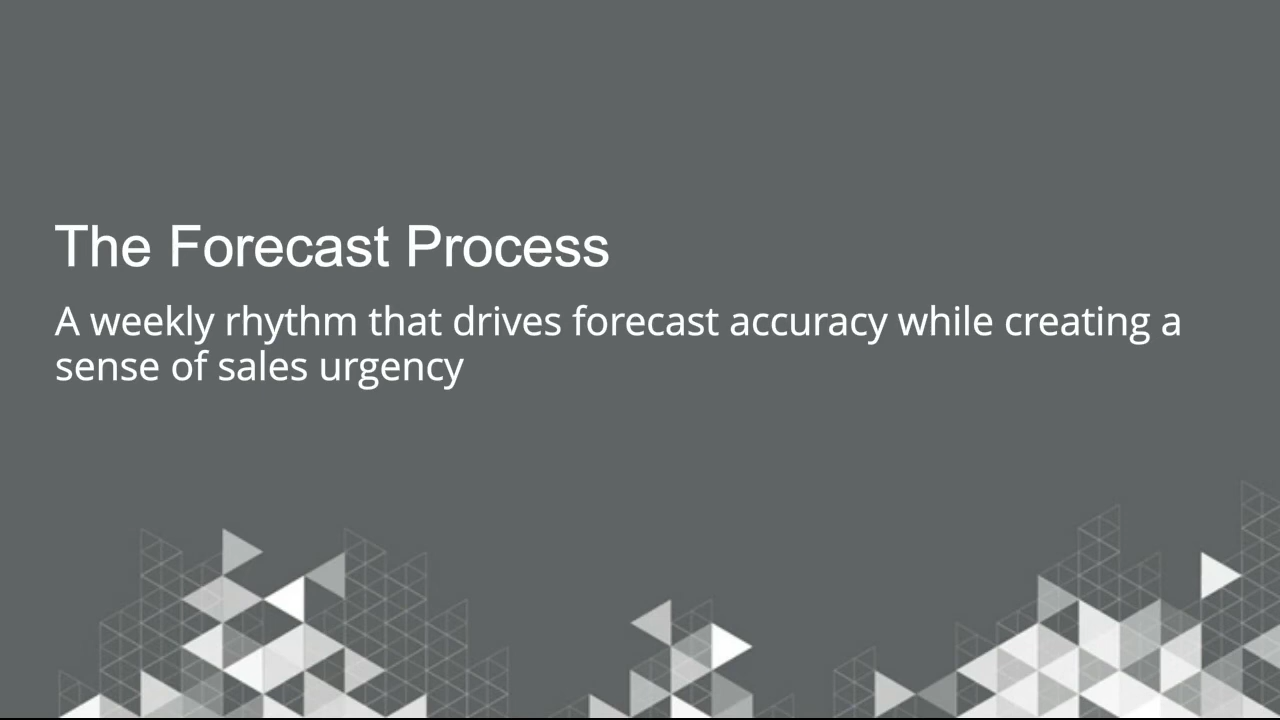 The Forecast Process
A weekly rhythm that drives forecast accuracy while creating a
sense of sales urgency